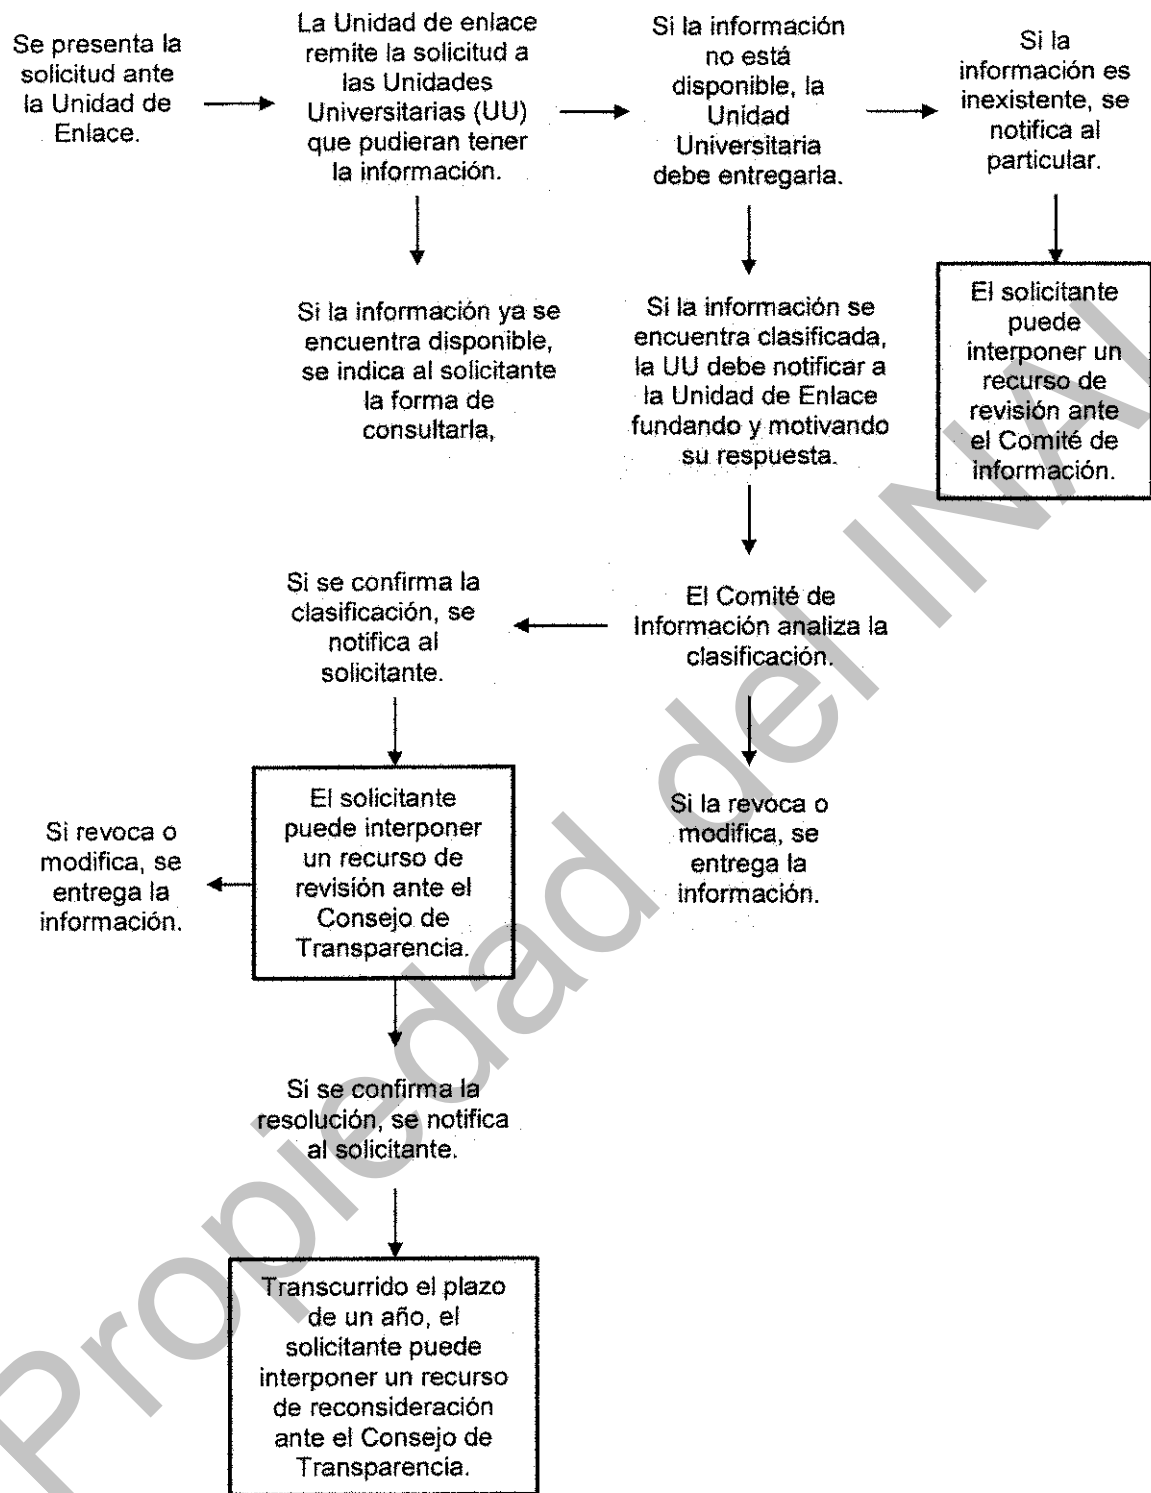 Se presenta la
solicitud ante
la Unidad de
Enlace.
La Unidad de enlace
remite la solicitud a
las Unidades
Universitarias (UU)
que pudieran tener
la información.
Si la información
no está
disponible, la
Unidad
Universitaria
debe entregarla.
Si la
información es
inexistente, se
notifica al
particular.
Si la información ya se
encuentra disponible,
se indica al solicitante
la forma de
consultarla,
Si la información se
encuentra clasificada,
la UU debe notificar a
la Unidad de Enlace
fundando y motivando
su respuesta.
El solicitante
puede
interponer un
recurso de
revisión ante
el Comité de
información.
Si se confirma la
clasificación, se
notifica al
solicitante.
El Comité de
Información analiza la
clasificación.
Si revoca o
modifica, se
entrega la
información.
El solicitante
puede interponer
un recurso de
revisión ante el
Consejo de
Transparencia.
Si la revoca o
modifica, se
entrega la
información.
Si se confirma la
resolución, se notifica
al solicitante.
Transcurrido el plazo
de un año, el
solicitante puede
interponer un recurso
de reconsideración
ante el Consejo de
Transparencia.
Propiedad del INAI